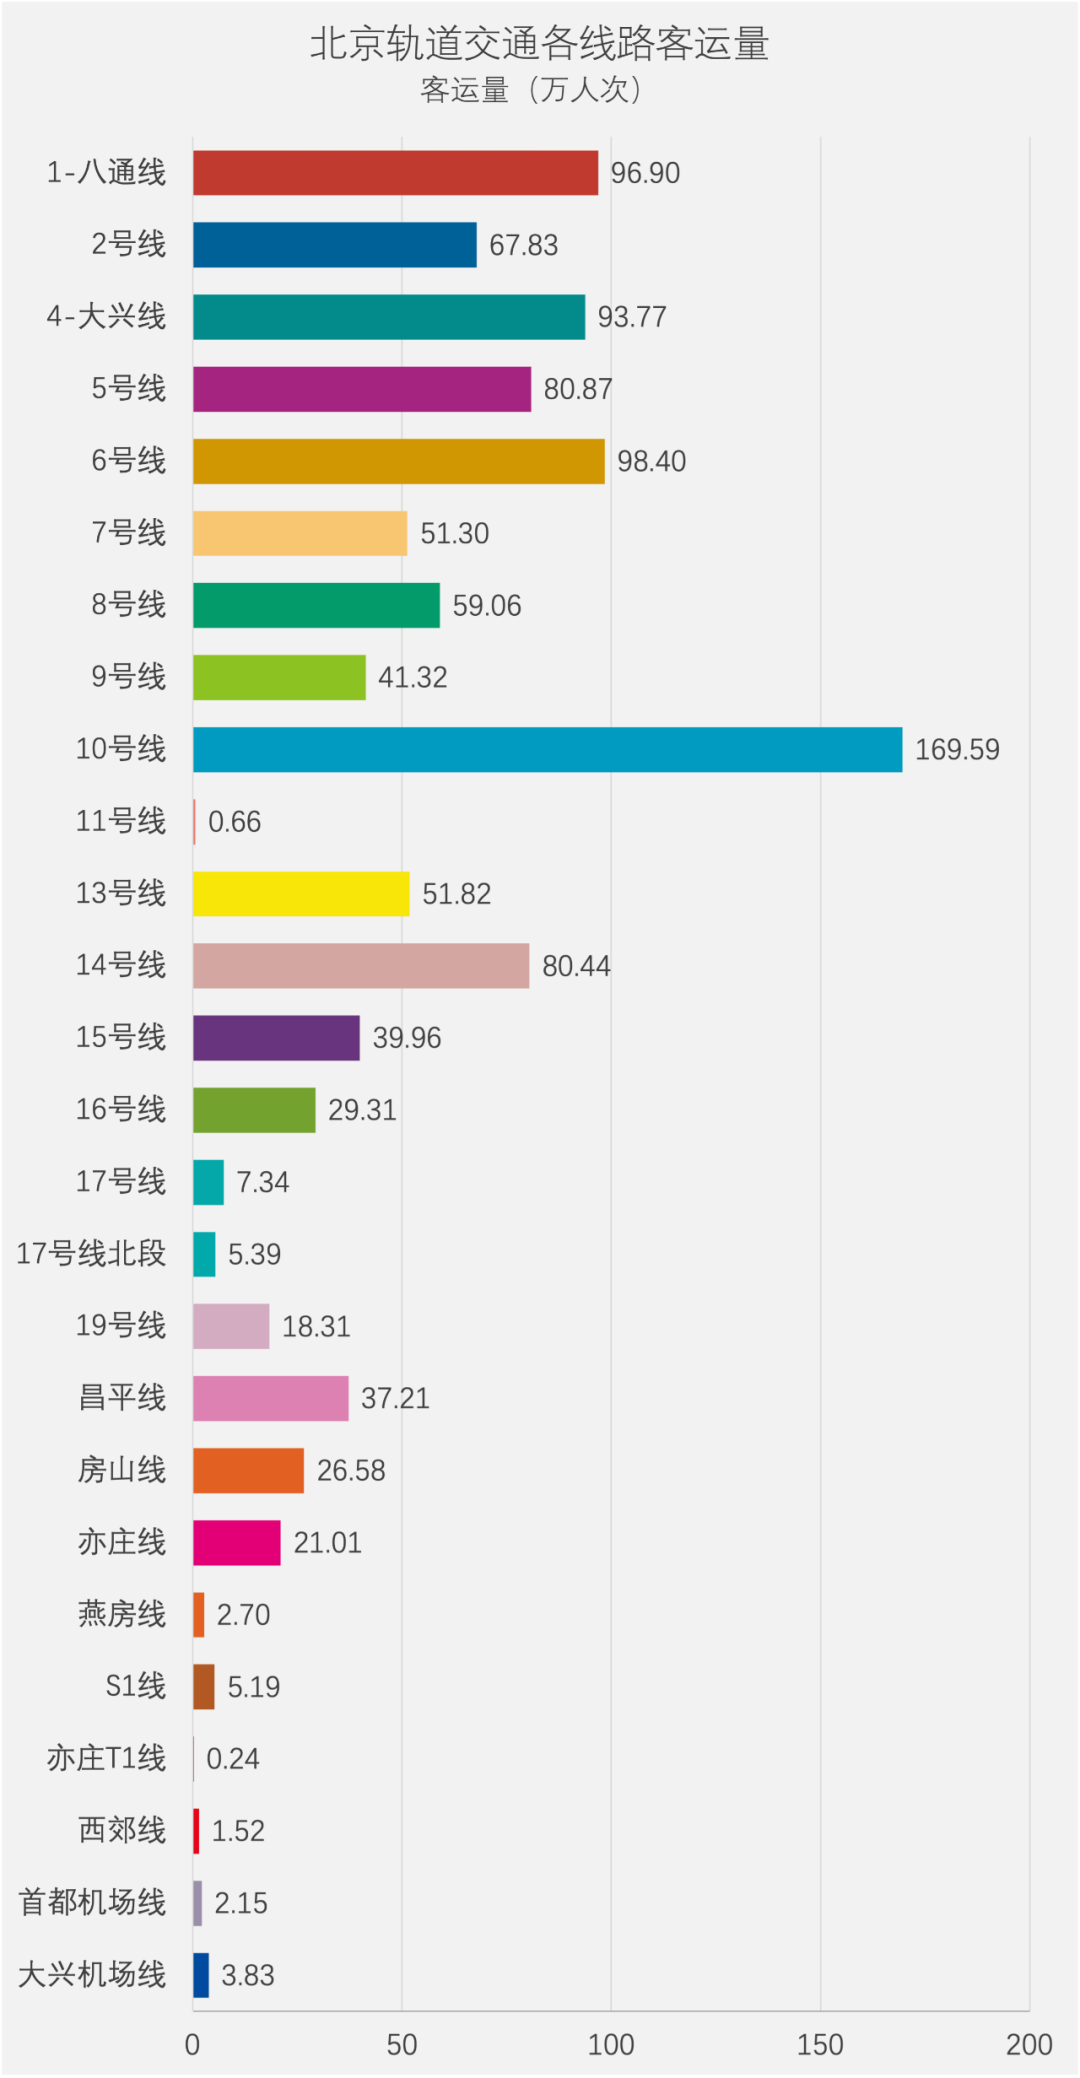 北京轨道交通各线路客运量
客运量（万人次）
1-八通线 96.90
2号线 67.83
4-大兴线 93.77
5号线 80.87
6号线 98.40
7号线 51.30
8号线 59.06
9号线 41.32
10号线 169.59
11号线 0.66
13号线 51.82
14号线 80.44
15号线 39.96
16号线 29.31
17号线 7.34
17号线北段 5.39
19号线 18.31
昌平线 37.21
房山线 26.58
亦庄线 21.01
燕房线 2.70
S1线 5.19
亦庄T1线 0.24
西郊线 1.52
首都机场线 2.15
大兴机场线 3.83
0 50 100 150 200